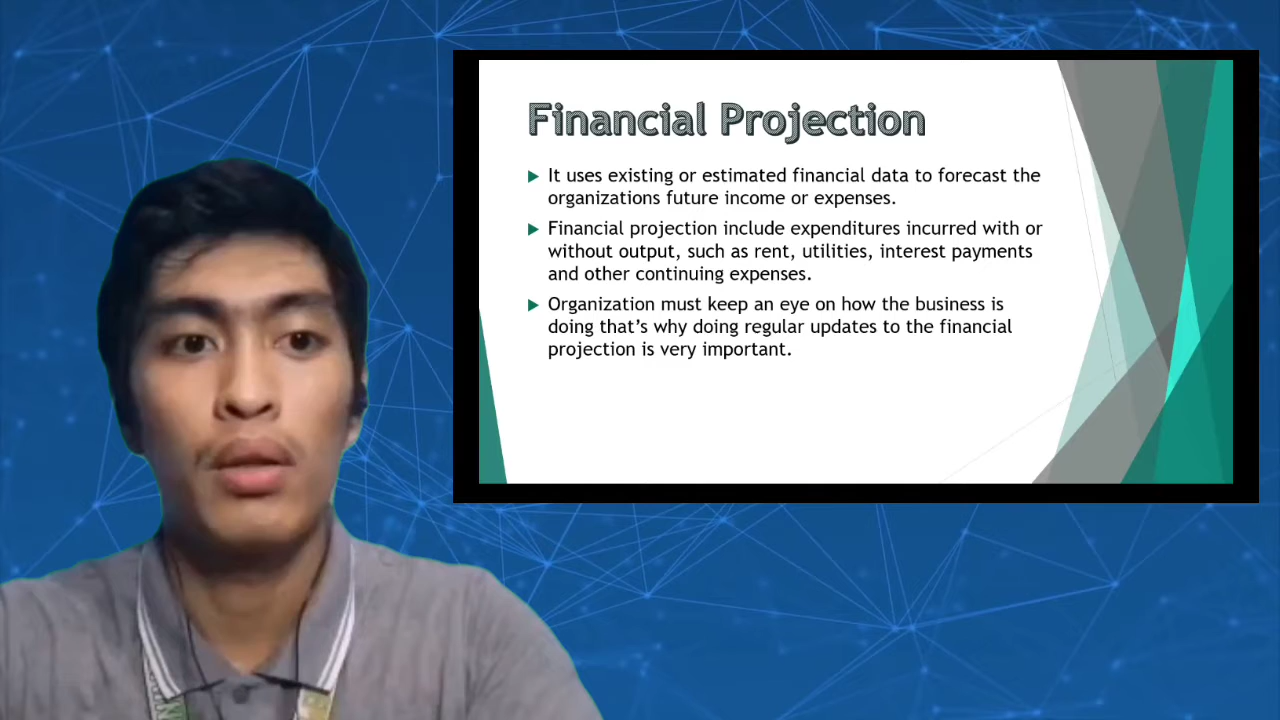 Financial Projection
It uses existing or estimated financial data to forecast the
organizations future income or expenses.
Financial projection include expenditures incurred with or
without output, such as rent, utilities, interest payments
and other continuing expenses.
Organization must keep an eye on how the business is
doing that's why doing regular updates to the financial
projection is very important.